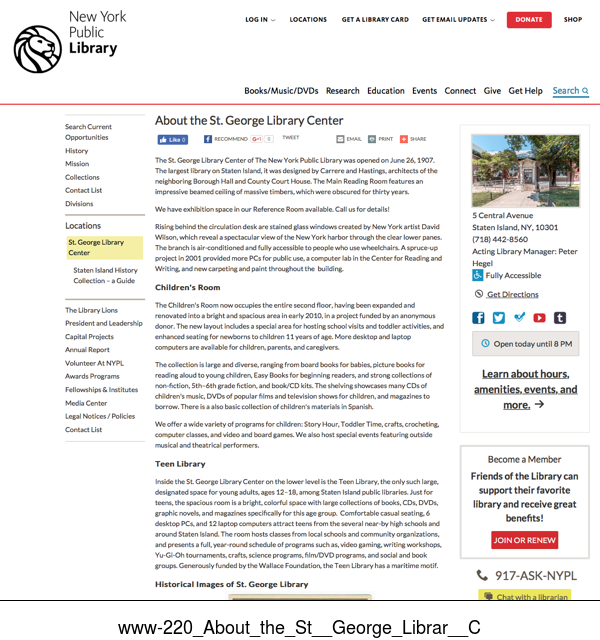 New York
Public
Library
LOG IN
LOCATIONS
GET A LIBRARY CARD
GET EMAIL UPDATES
DONATE
SHOP
Books/Music/DVDs
Research
Education
Events
Connect
Give
Get Help
Search
Search Current
Opportunities
History
Mission
Collections
Contact List
Divisions
Locations
St. George Library
Center
Staten Island History
Collection – a Guide
The Library Lions
President and Leadership
Capital Projects
Annual Report
Volunteer At NYPL
Awards Programs
Fellowships & Institutes
Media Center
Legal Notices / Policies
Contact List
About the St. George Library Center
Like 0
RECOMMEND
G+1 0
TWEET
EMAIL
PRINT
SHARE
The St. George Library Center of The New York Public Library was opened on June 26, 1907.
The largest library on Staten Island, it was designed by Carrere and Hastings, architects of the
neighboring Borough Hall and County Court House. The Main Reading Room features an
impressive beamed ceiling of massive timbers, which were obscured for thirty years.
We have exhibition space in our Reference Room available. Call us for details!
Rising behind the circulation desk are stained glass windows created by New York artist David
Wilson, which reveal a spectacular view of the New York harbor through the clear lower panes.
The branch is air-conditioned and fully accessible to people who use wheelchairs. A spruce-up
project in 2001 provided more PCs for public use, a computer lab in the Center for Reading and
Writing, and new carpeting and paint throughout the building.
Children's Room
The Children's Room now occupies the entire second floor, having been expanded and
renovated into a bright and spacious area in early 2010, in a project funded by an anonymous
donor. The new layout includes a special area for hosting school visits and toddler activities, and
enhanced seating for newborns to children 11 years of age. More desktop and laptop
computers are available for children, parents, and caregivers.
The collection is large and diverse, ranging from board books for babies, picture books for
reading aloud to young children, Easy Books for beginning readers, and strong collections of
non-fiction, 5th–6th grade fiction, and book/CD kits. The shelving showcases many CDs of
children's music, DVDs of popular films and television shows for children, and magazines to
borrow. There is a also basic collection of children's materials in Spanish.
We offer a wide variety of programs for children: Story Hour, Toddler Time, crafts, crocheting,
computer classes, and video and board games. We also host special events featuring outside
musical and theatrical performers.
Teen Library
Inside the St. George Library Center on the lower level is the Teen Library, the only such large,
designated space for young adults, ages 12–18, among Staten Island public libraries. Just for
teens, the spacious room is a bright, colorful space with large collections of books, CDs, DVDs,
graphic novels, and magazines specifically for this age group. Comfortable casual seating, 6
desktop PCs, and 12 laptop computers attract teens from the several near-by high schools and
around Staten Island. The room hosts classes from local schools and community organizations,
and presents a full, year-round schedule of programs such as, video gaming, writing workshops,
Yu-Gi-Oh tournaments, crafts, science programs, film/DVD programs, and social and book
groups. Generously funded by the Wallace Foundation, the Teen Library has a maritime motif.
Historical Images of St. George Library
5 Central Avenue
Staten Island, NY, 10301
(718) 442-8560
Acting Library Manager: Peter
Hegel
Fully Accessible
Get Directions
Open today until 8 PM
Learn about hours,
amenities, events, and
more.
Become a Member
Friends of the Library can
support their favorite
library and receive great
benefits!
JOIN OR RENEW
917-ASK-NYPL
Chat with a librarian
www-220_About_the_St__George_Librar__C